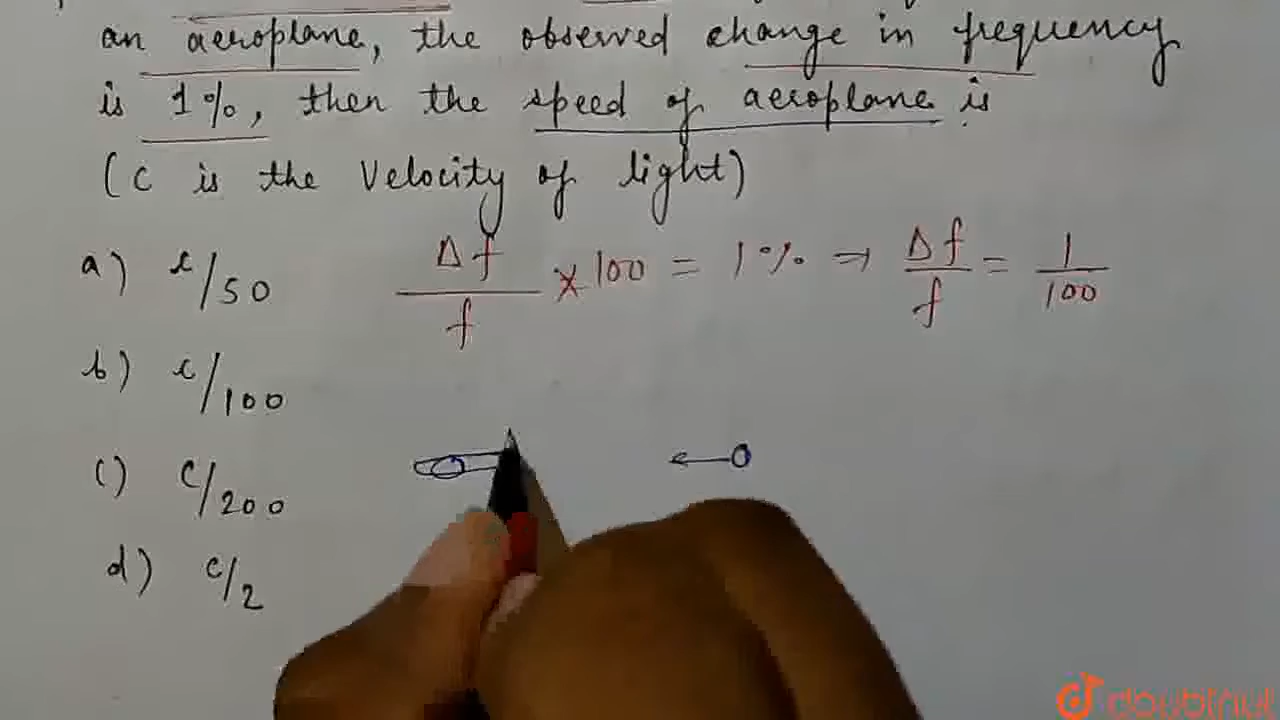 an aeroplane, the observed change in frequency
is 1%, then the speed of aeroplane is
(C is the Velocity of light)
a) c/50
Δf/f × 100 = 1% → Δf/f = 1/100
b) c/100
c) C/200
d) c/2
doubtnut